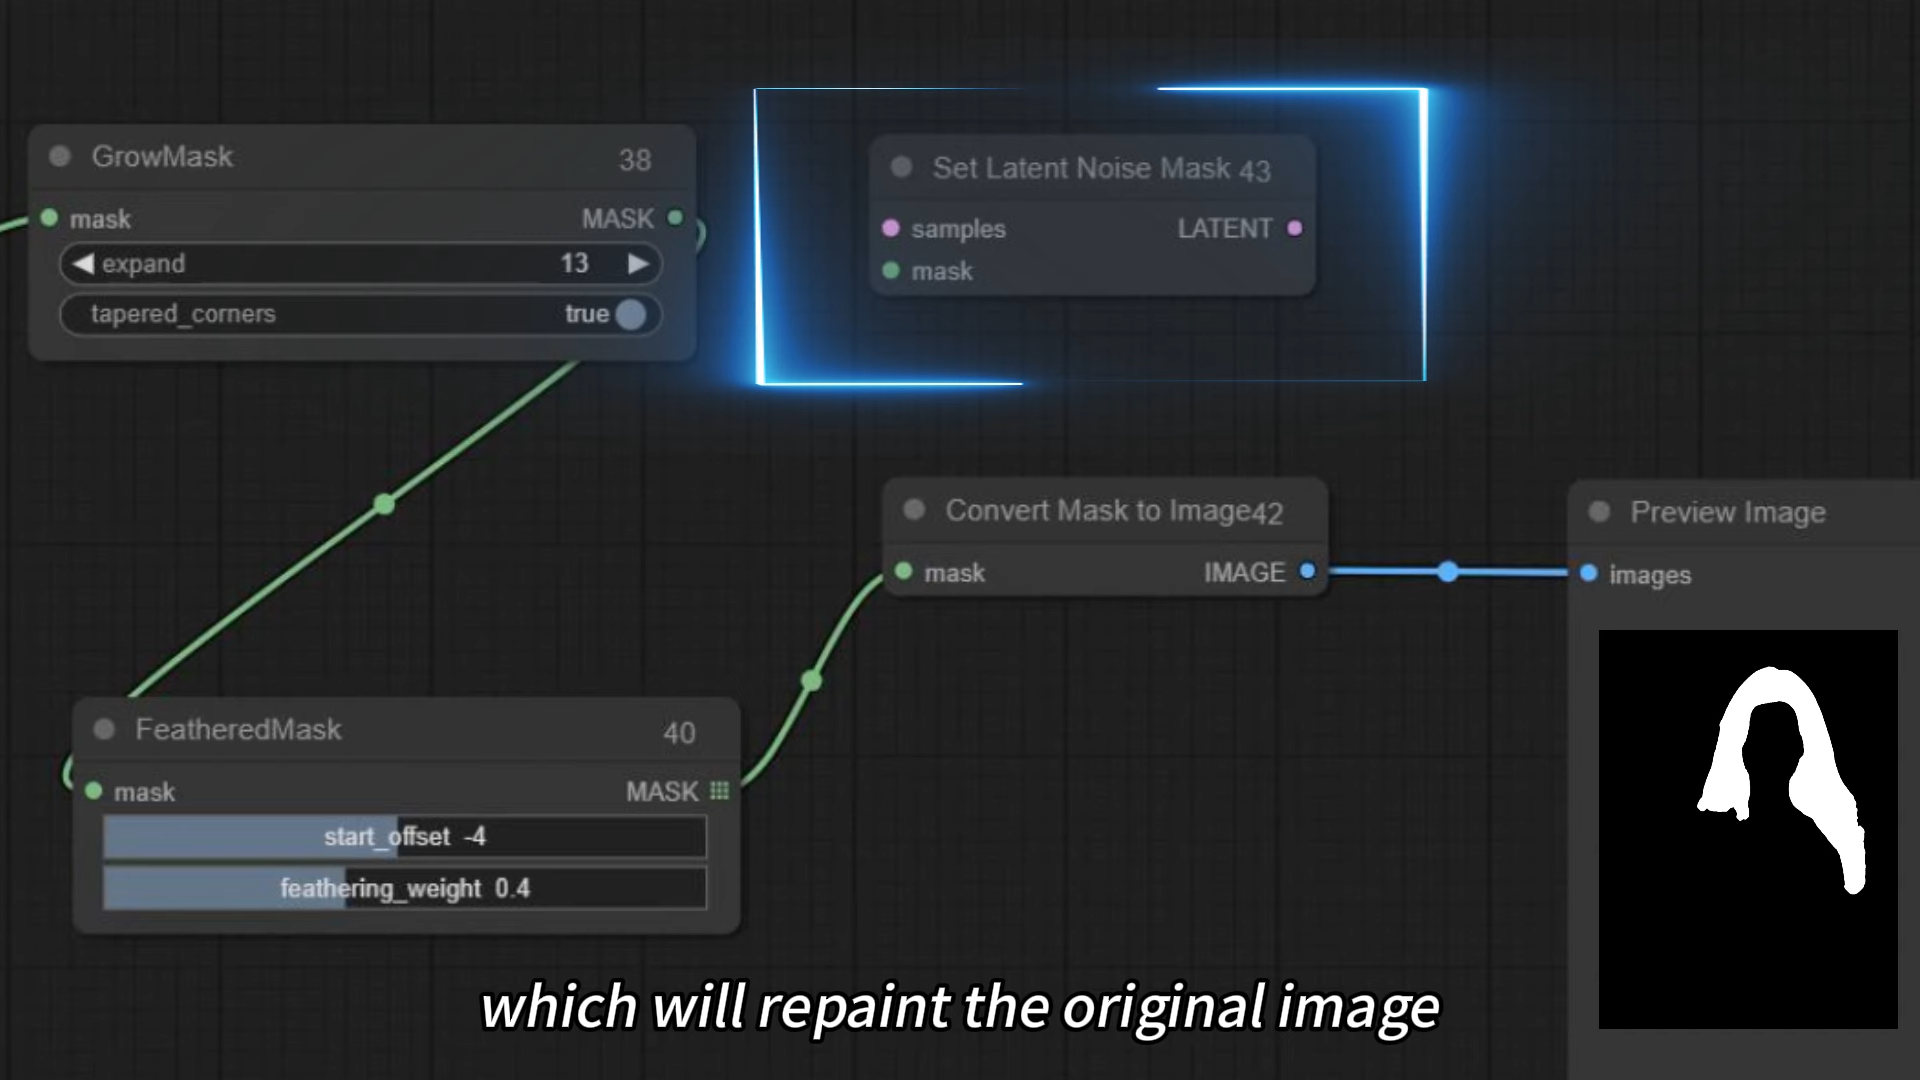 GrowMask 38
mask MASK
expand 13
tapered_corners true
Set Latent Noise Mask 43
samples LATENT
mask
Convert Mask to Image 42
mask IMAGE
Preview Image
images
FeatheredMask 40
mask MASK
start_offset -4
feathering_weight 0.4
which will repaint the original image